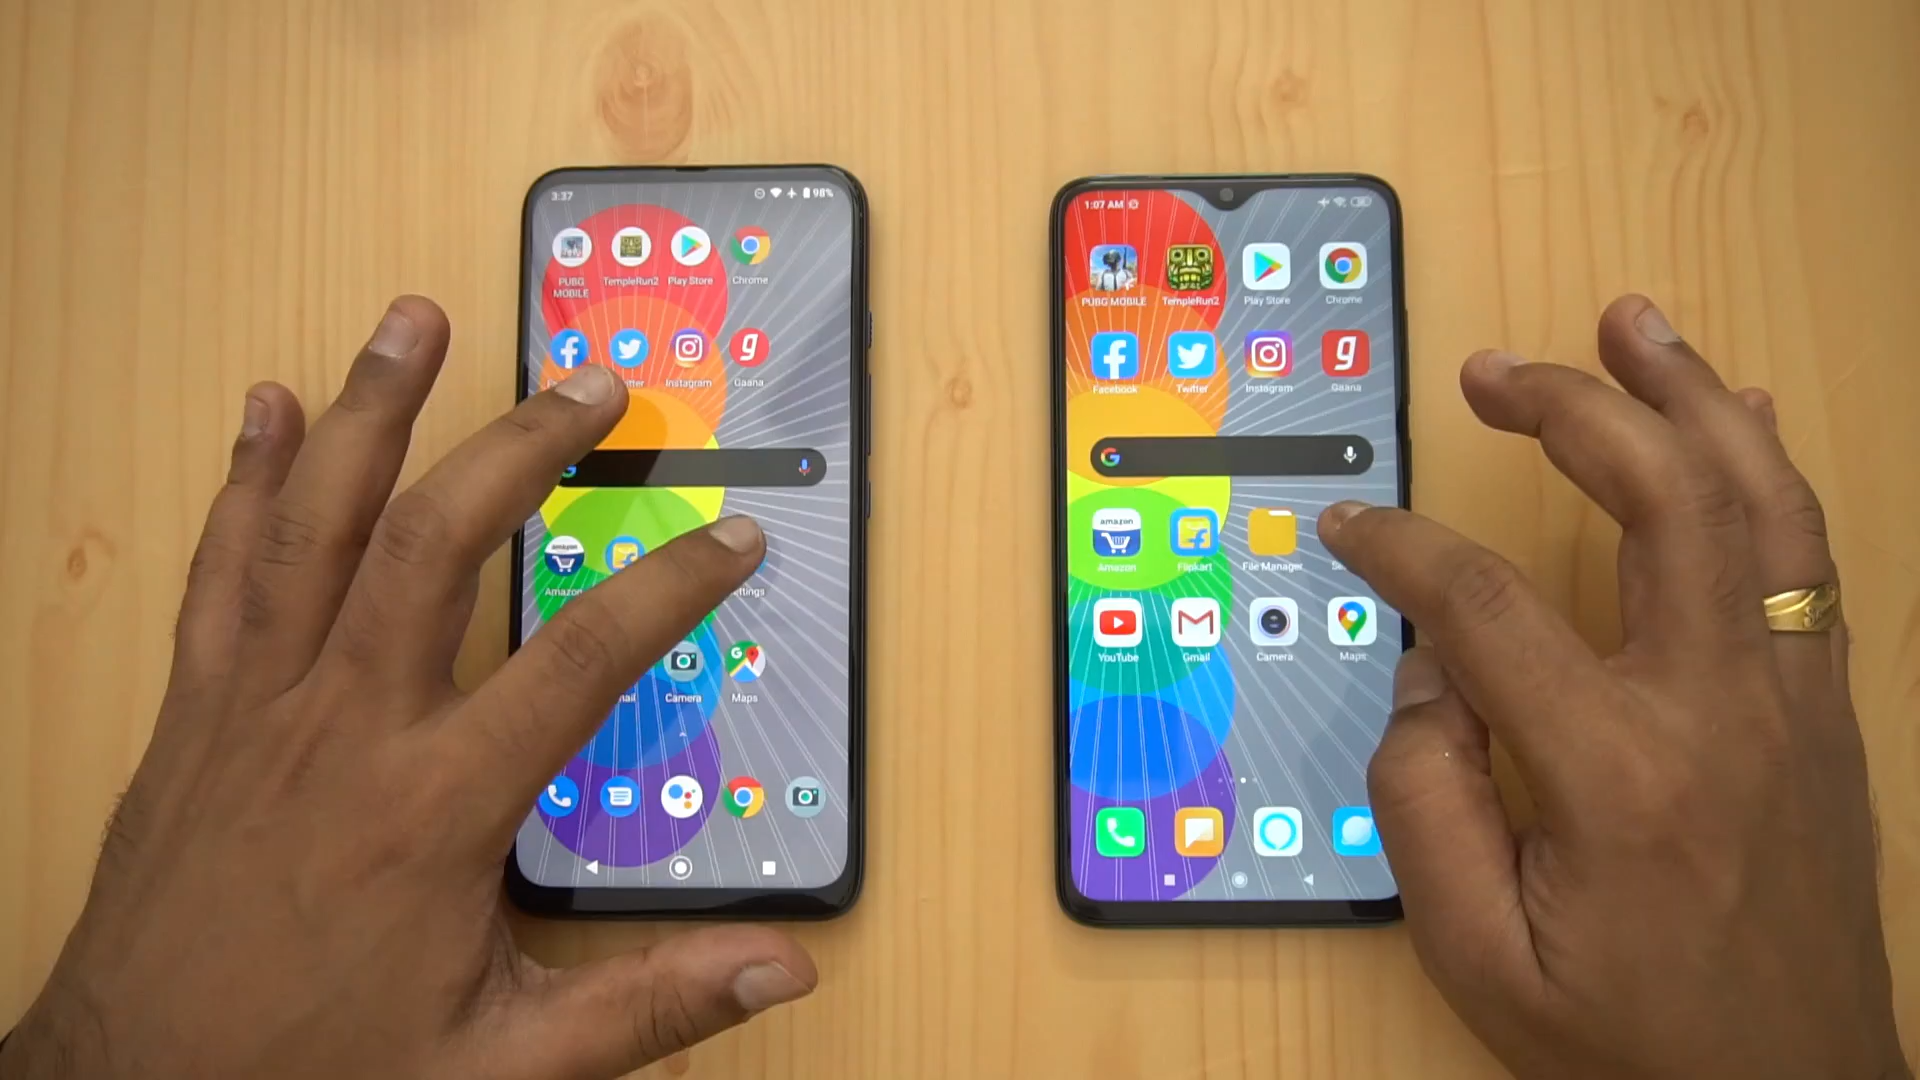 3:37
98%
PUBG
MOBILE
TempleRun2
Play Store
Chrome
Instagram
Gaana
Amazon
Camera
Maps
1:07 AM
PUBG MOBILE
TempleRun2
Play Store
Chrome
Facebook
Twitter
Instagram
Gaana
amazon
Amazon
Flipkart
File Manager
YouTube
Gmail
Camera
Maps